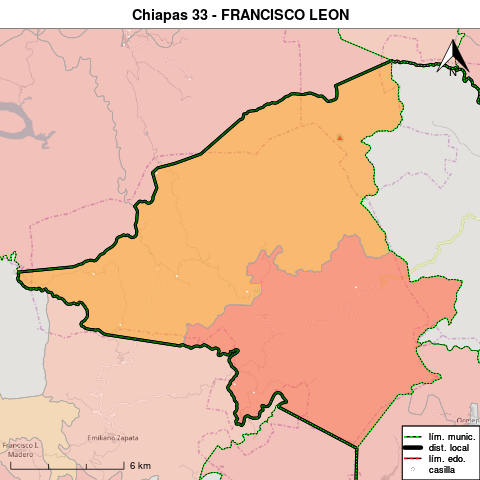 Chiapas 33 - FRANCISCO LEON
N
Emiliano Zapata
Francisco I.
Madero
6 km
lím. munic.
dist. local
lím. edo.
casilla